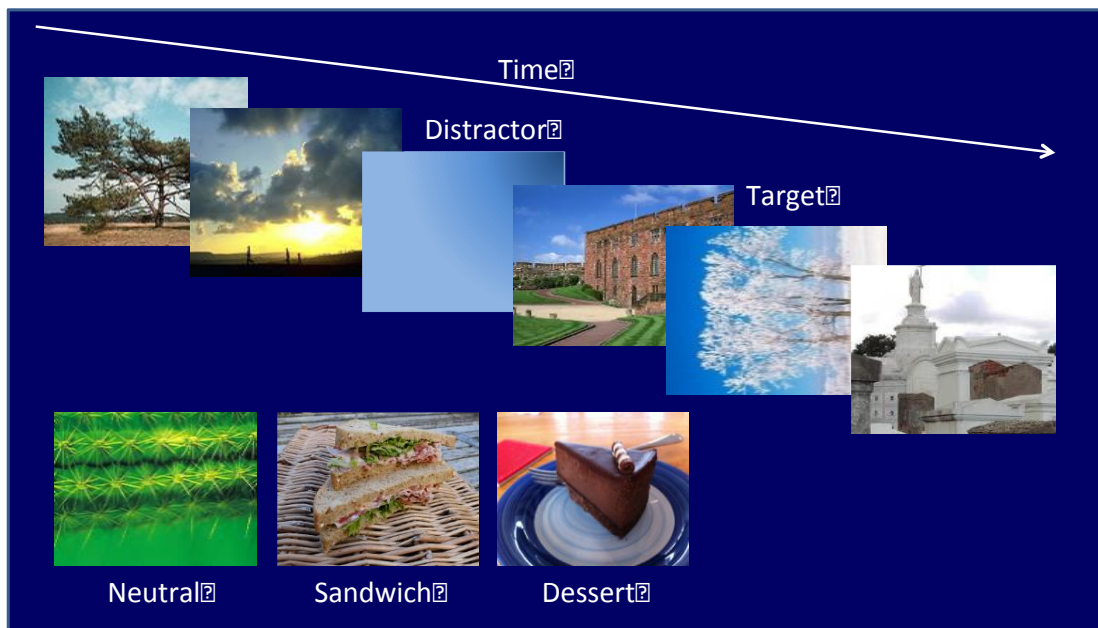 Time⍰
Distractor⍰
Target⍰
Neutral⍰
Sandwich⍰
Dessert⍰